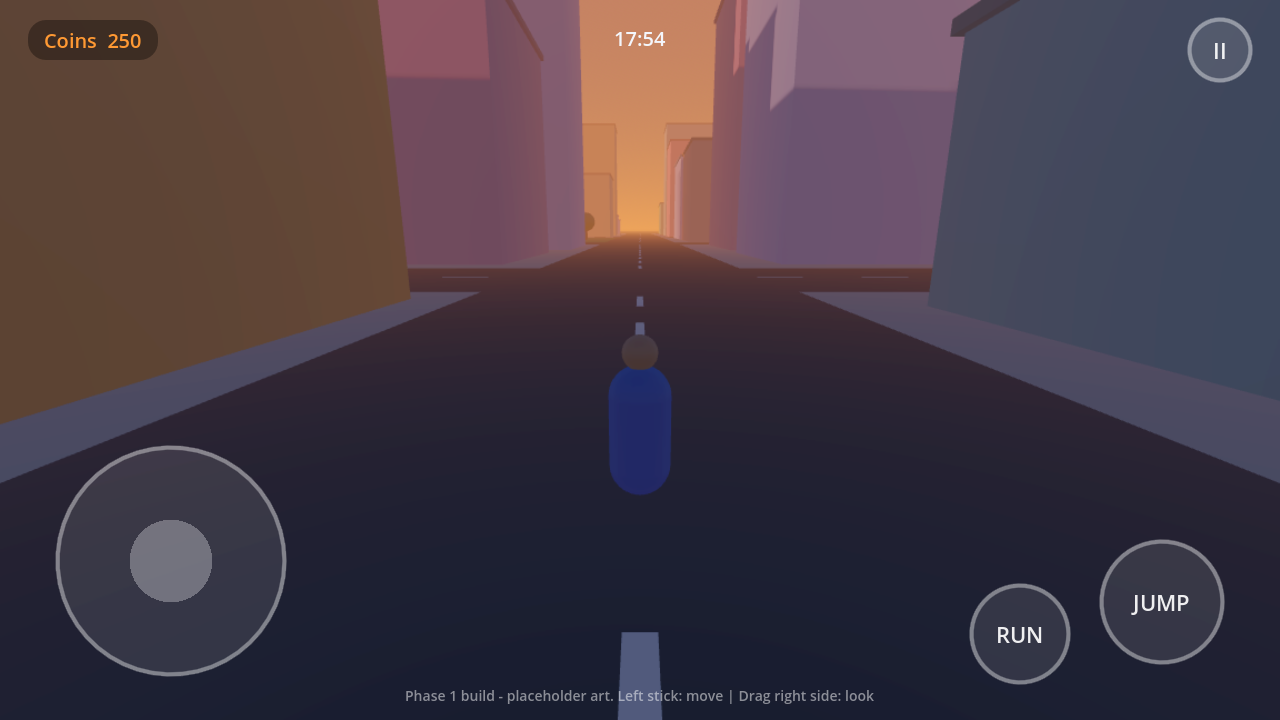 Coins 250
17:54
II
RUN
JUMP
Phase 1 build - placeholder art. Left stick: move | Drag right side: look